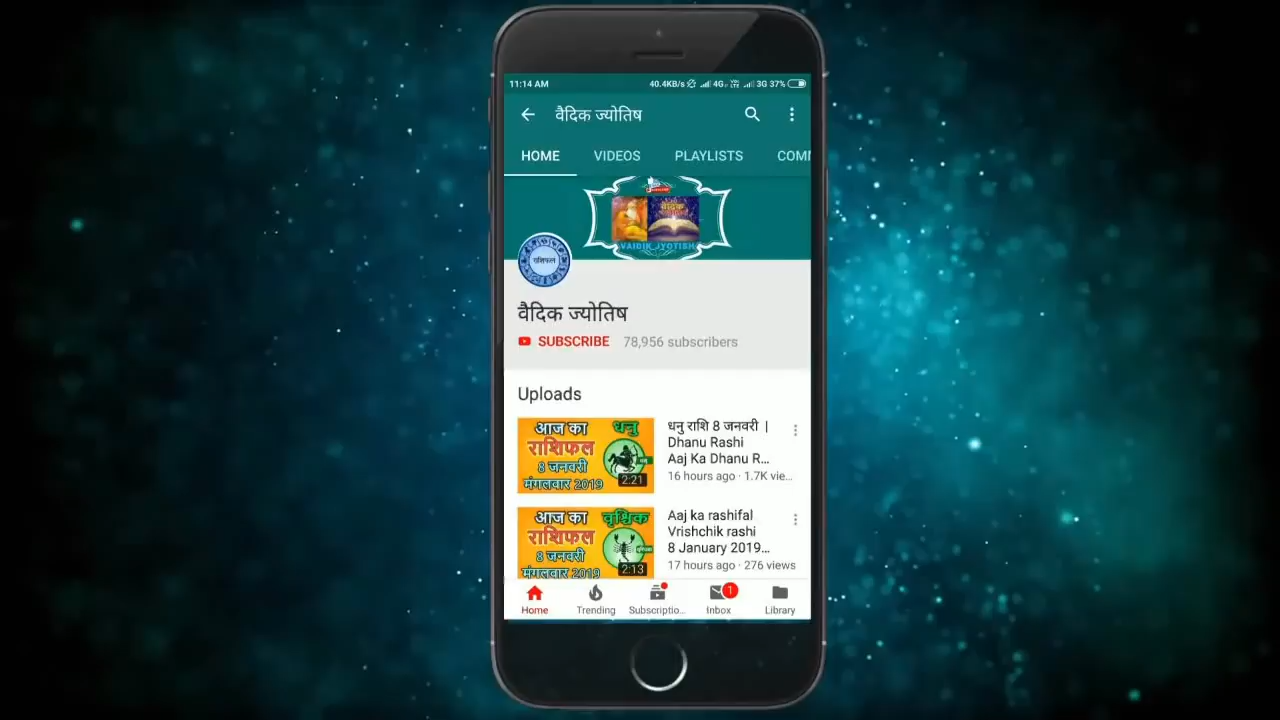 11:14 AM
40.4KB/s 4G 3G 37%
वैदिक ज्योतिष
HOME VIDEOS PLAYLISTS COM
वैदिक
VAIDIK JYOTISH
राशिफल
वैदिक ज्योतिष
SUBSCRIBE 78,956 subscribers
Uploads
आज का धनु
राशिफल
8 जनवरी
मंगलवार 2019
2:21
धनु राशि 8 जनवरी |
Dhanu Rashi
Aaj Ka Dhanu R...
16 hours ago · 1.7K vie...
आज का वृश्चिक
राशिफल
8 जनवरी
मंगलवार 2019
2:13
Aaj ka rashifal
Vrishchik rashi
8 January 2019...
17 hours ago · 276 views
Home Trending Subscriptio... Inbox Library
1